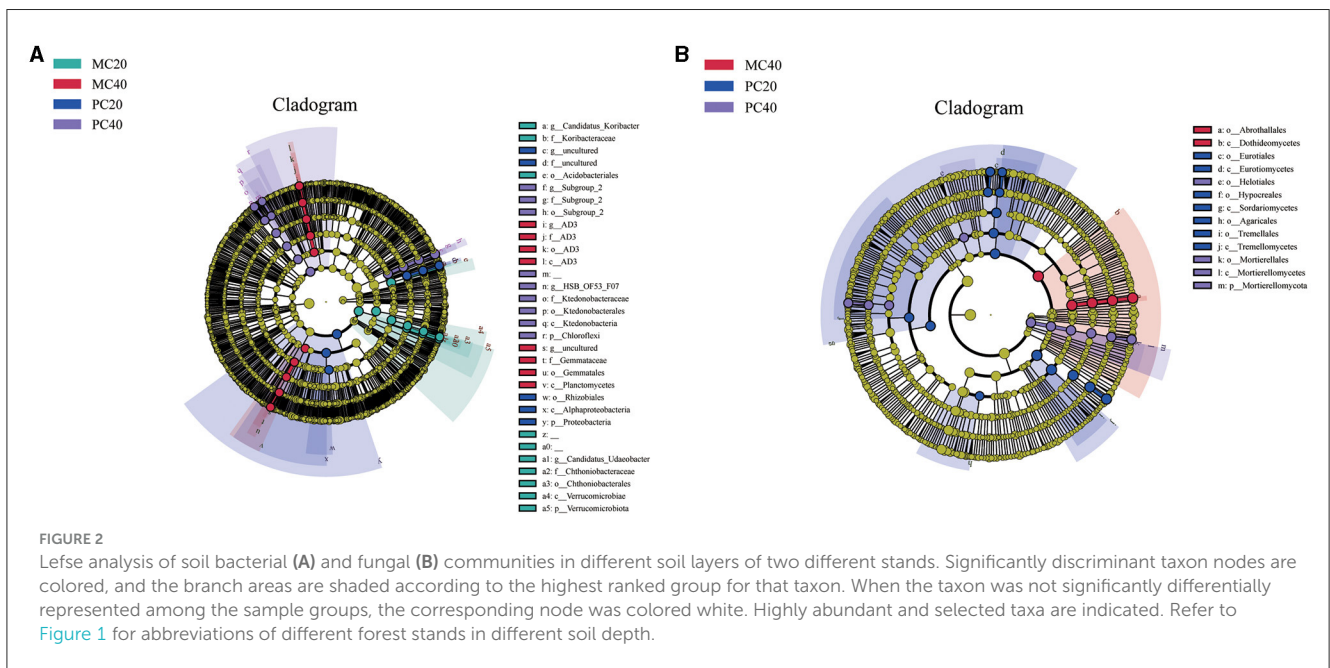 A
MC20
MC40
PC20
PC40
Cladogram
a: g__Candidatus_Koribacter
b: f__Koribacteraceae
c: g__uncultured
d: f__uncultured
e: o__Acidobacteriales
f: g__Subgroup_2
g: f__Subgroup_2
h: o__Subgroup_2
i: g__AD3
j: f__AD3
k: o__AD3
l: c__AD3
m: __
n: g__HSB_OF53_F07
o: f__Ktedonobacteraceae
p: o__Ktedonobacterales
q: c__Ktedonobacteria
r: p__Chloroflexi
s: g__uncultured
t: f__Gemmataceae
u: o__Gemmatales
v: c__Planctomycetes
w: o__Rhizobiales
x: c__Alphaproteobacteria
y: p__Proteobacteria
z: __
a0: __
a1: g__Candidatus_Udaeobacter
a2: f__Chthoniobacteraceae
a3: o__Chthoniobacterales
a4: c__Verrucomicrobiae
a5: p__Verrucomicrobiota
a4
a3
a5
w
x
y
B
MC40
PC20
PC40
Cladogram
a: o__Abrothallales
b: c__Dothideomycetes
c: o__Eurotiales
d: c__Eurotiomycetes
e: o__Helotiales
f: o__Hypocreales
g: c__Sordariomycetes
h: o__Agaricales
i: o__Tremellales
j: c__Tremellomycetes
k: o__Mortierellales
l: c__Mortierellomycetes
m: p__Mortierellomycota
d
b
m
h
FIGURE 2
Lefse analysis of soil bacterial (A) and fungal (B) communities in different soil layers of two different stands. Significantly discriminant taxon nodes are
colored, and the branch areas are shaded according to the highest ranked group for that taxon. When the taxon was not significantly differentially
represented among the sample groups, the corresponding node was colored white. Highly abundant and selected taxa are indicated. Refer to
Figure 1 for abbreviations of different forest stands in different soil depth.